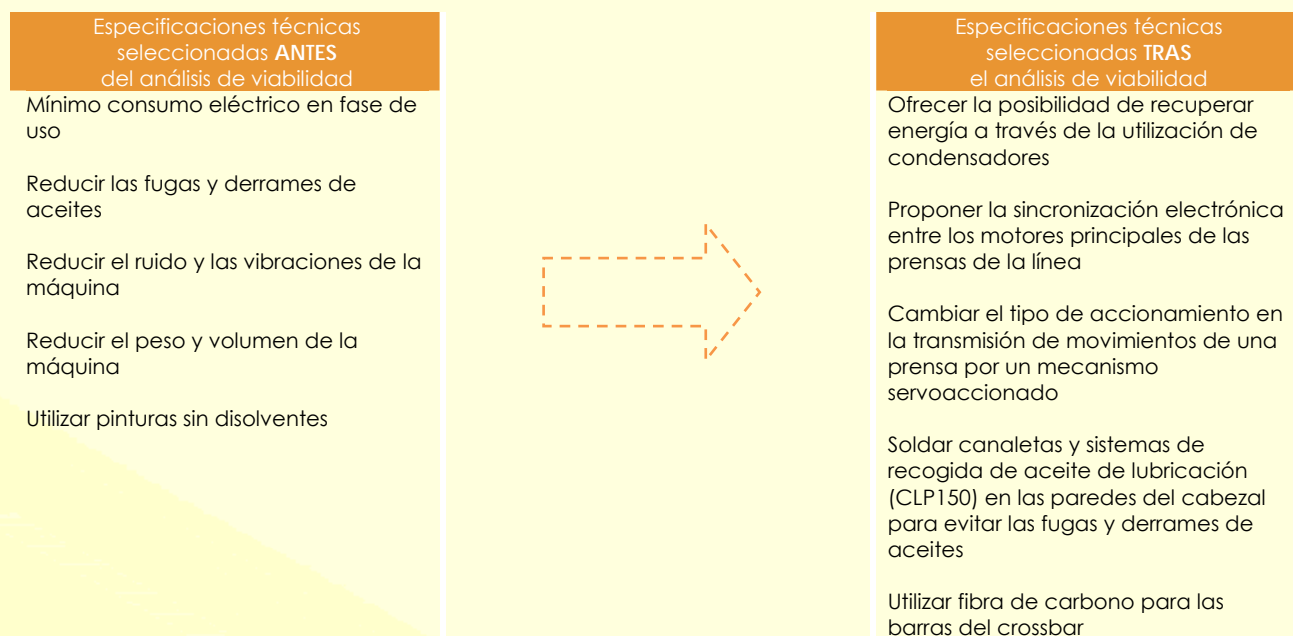 Especificaciones técnicas
seleccionadas ANTES
del análisis de viabilidad
Mínimo consumo eléctrico en fase de
uso
Reducir las fugas y derrames de
aceites
Reducir el ruido y las vibraciones de la
máquina
Reducir el peso y volumen de la
máquina
Utilizar pinturas sin disolventes
Especificaciones técnicas
seleccionadas TRAS
el análisis de viabilidad
Ofrecer la posibilidad de recuperar
energía a través de la utilización de
condensadores
Proponer la sincronización electrónica
entre los motores principales de las
prensas de la línea
Cambiar el tipo de accionamiento en
la transmisión de movimientos de una
prensa por un mecanismo
servoaccionado
Soldar canaletas y sistemas de
recogida de aceite de lubricación
(CLP150) en las paredes del cabezal
para evitar las fugas y derrames de
aceites
Utilizar fibra de carbono para las
barras del crossbar